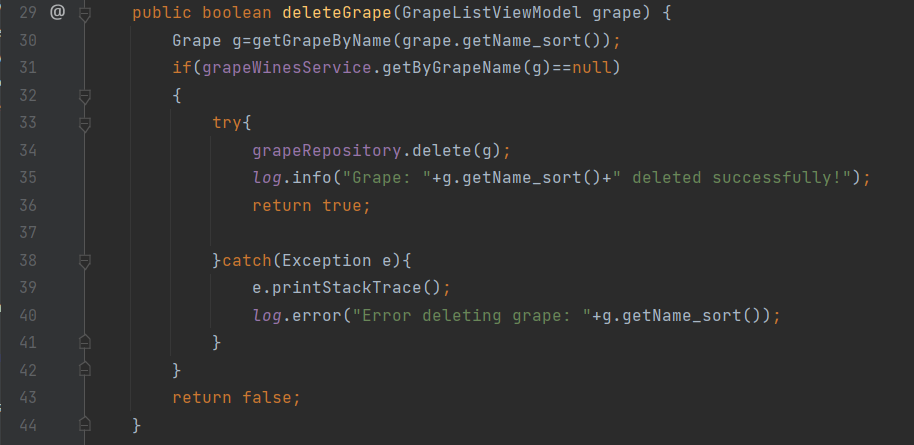 29 @ public boolean deleteGrape(GrapeListViewModel grape) {
30 Grape g=getGrapeByName(grape.getName_sort());
31 if(grapeWinesService.getByGrapeName(g)==null)
32 {
33 try{
34 grapeRepository.delete(g);
35 log.info("Grape: "+g.getName_sort()+" deleted successfully!");
36 return true;
37
38 }catch(Exception e){
39 e.printStackTrace();
40 log.error("Error deleting grape: "+g.getName_sort());
41 }
42 }
43 return false;
44 }